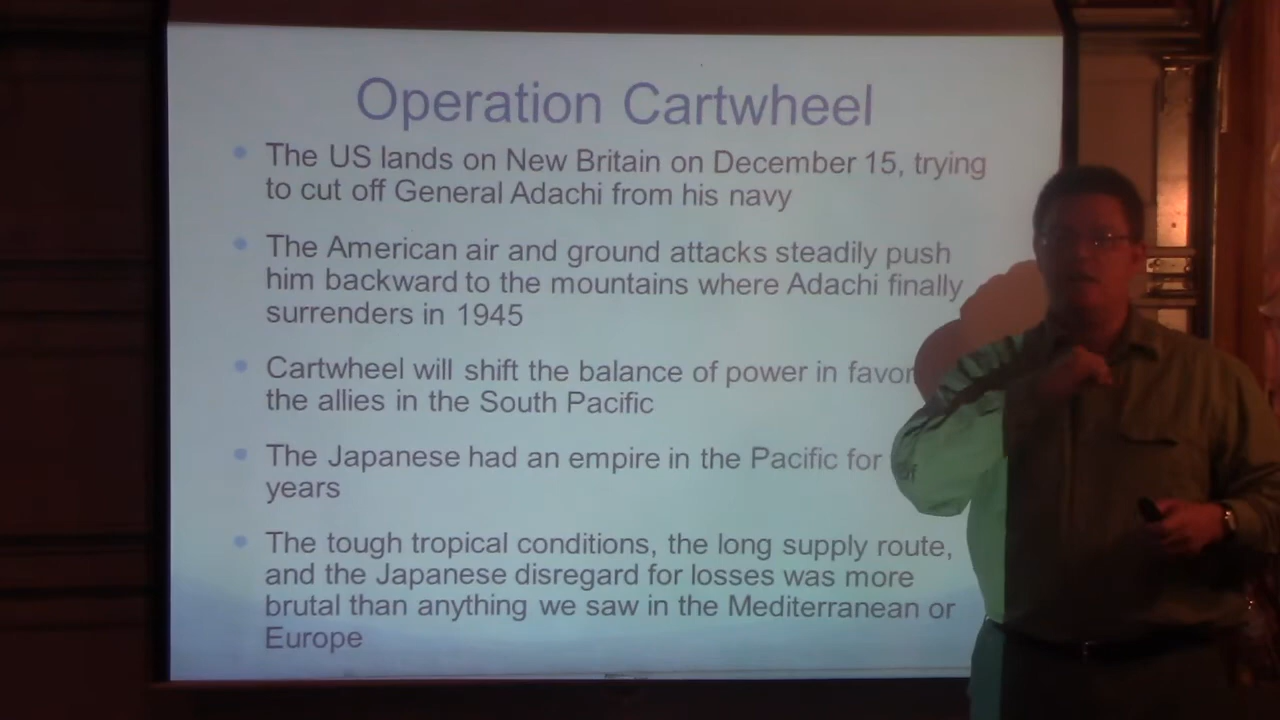 Operation Cartwheel
The US lands on New Britain on December 15, trying
to cut off General Adachi from his navy
The American air and ground attacks steadily push
him backward to the mountains where Adachi finally
surrenders in 1945
Cartwheel will shift the balance of power in favor
the allies in the South Pacific
The Japanese had an empire in the Pacific for
years
The tough tropical conditions, the long supply route,
and the Japanese disregard for losses was more
brutal than anything we saw in the Mediterranean or
Europe